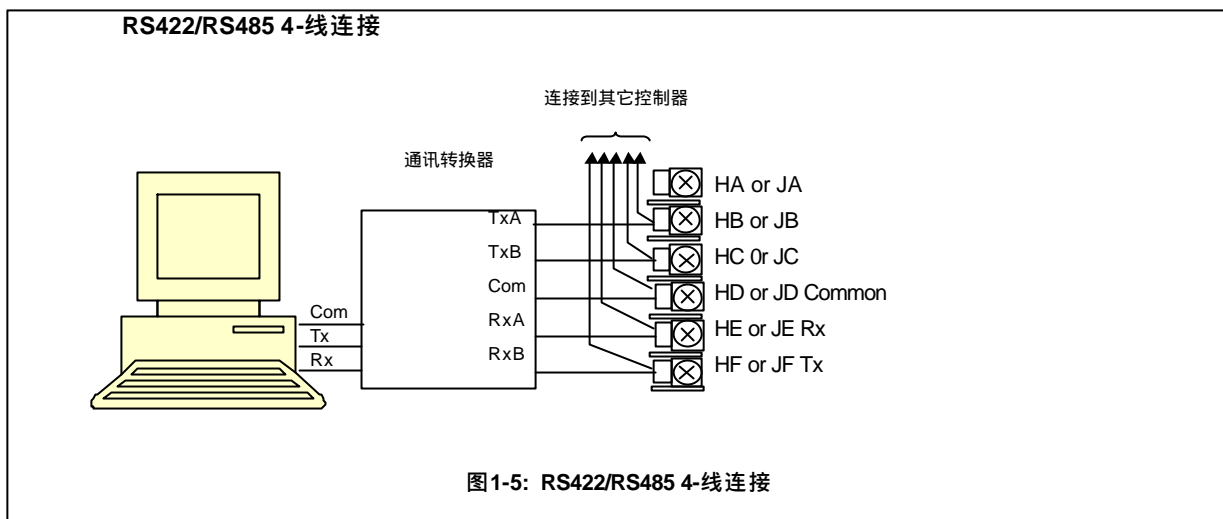 RS422/RS485 4-线连接
连接到其它控制器
通讯转换器
HA or JA
TxA
HB or JB
TxB
HC 0r JC
Com
HD or JD Common
Com
RxA
HE or JE Rx
Tx
RxB
HF or JF Tx
Rx
图1-5: RS422/RS485 4-线连接